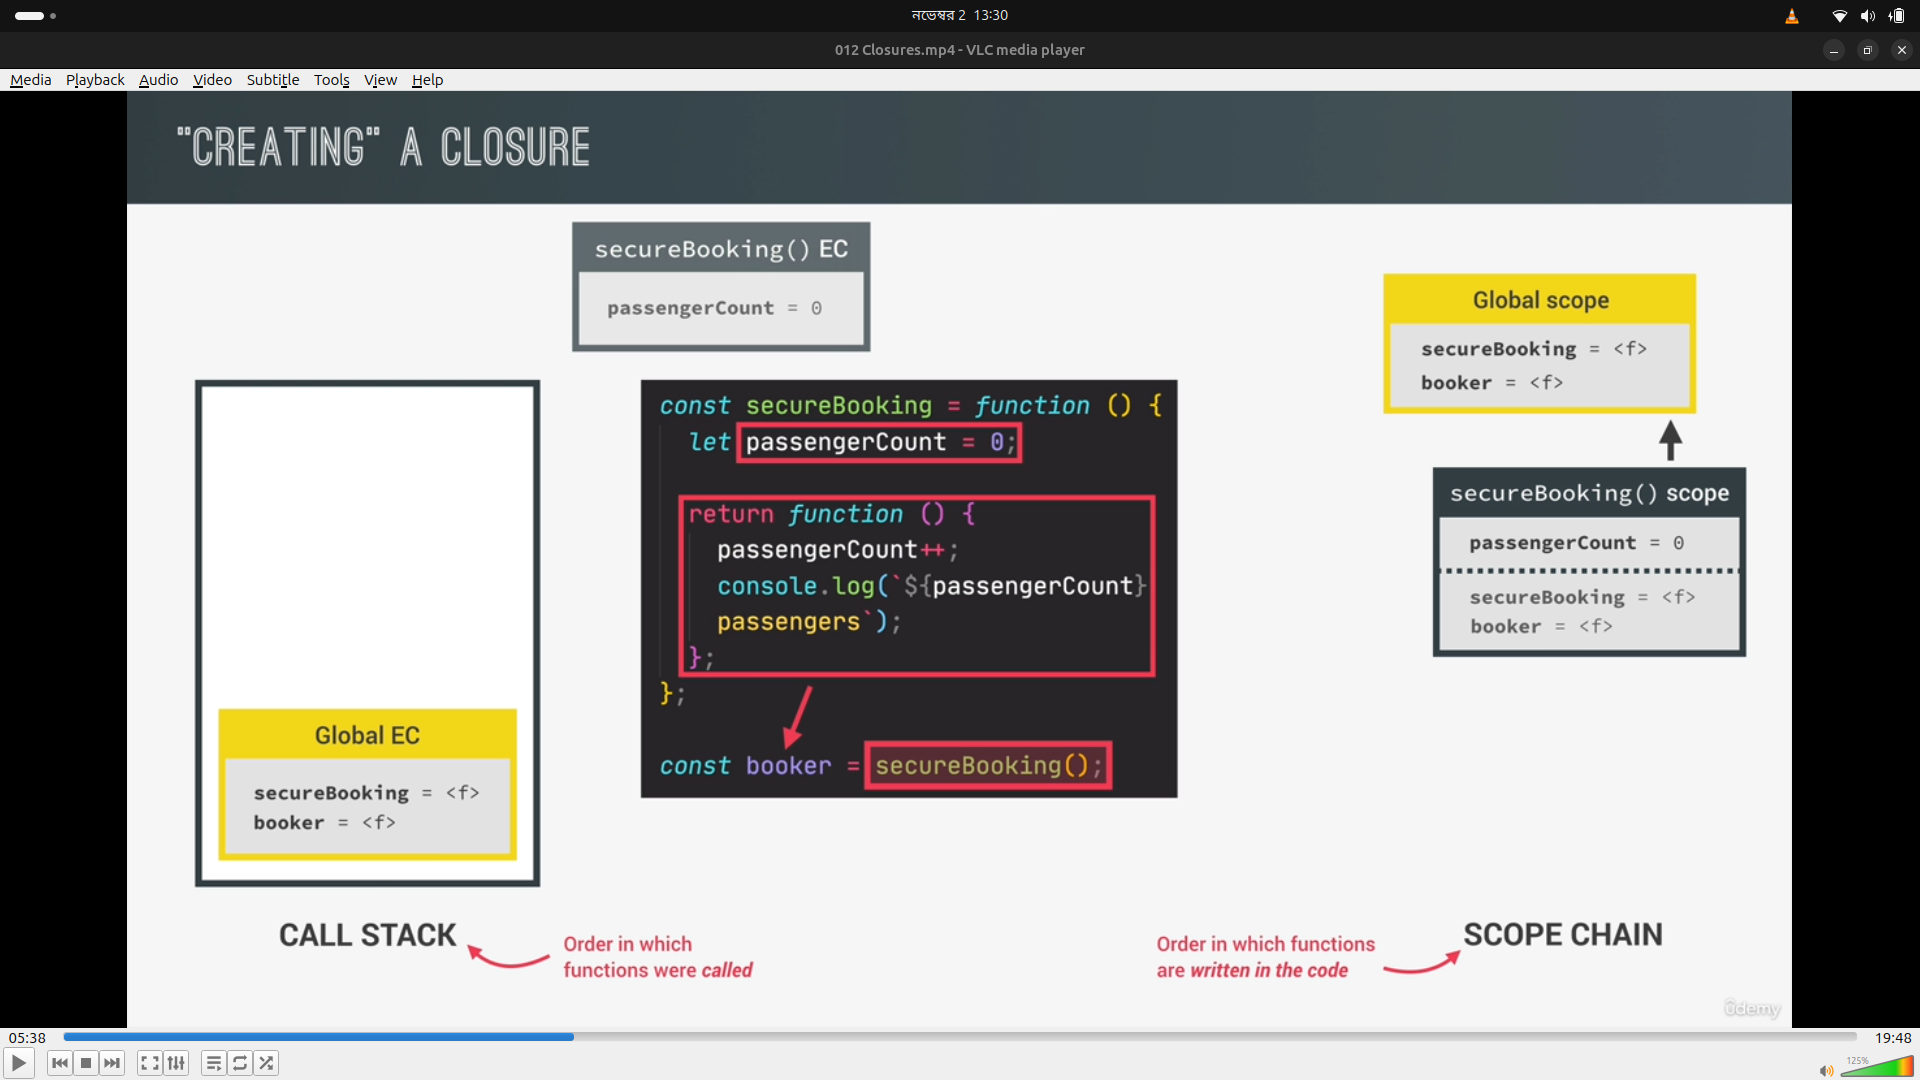 নভেম্বর 2 13:30
012 Closures.mp4 - VLC media player
Media Playback Audio Video Subtitle Tools View Help
"CREATING" A CLOSURE
secureBooking() EC
passengerCount = 0
Global scope
secureBooking = <f>
booker = <f>
const secureBooking = function () {
let passengerCount = 0;
return function () {
passengerCount++;
console.log(`${passengerCount}
passengers`);
};
};
const booker = secureBooking();
secureBooking() scope
passengerCount = 0
secureBooking = <f>
booker = <f>
Global EC
secureBooking = <f>
booker = <f>
CALL STACK
Order in which
functions were called
Order in which functions
are written in the code
SCOPE CHAIN
ûdemy
05:38
19:48
125%